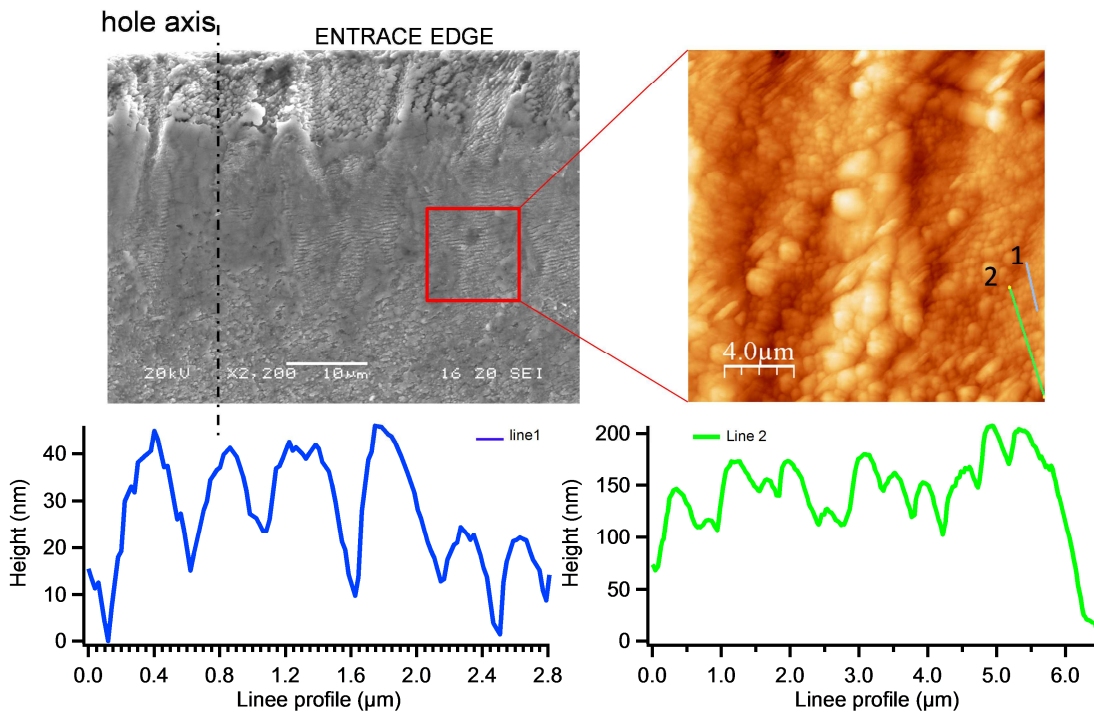 hole axis
ENTRACE EDGE
20kV X2,200 10µm 16 20 SEI
1
2
4.0µm
line1
40
30
20
10
0
Height (nm)
0.0 0.4 0.8 1.2 1.6 2.0 2.4 2.8
Linee profile (µm)
Line 2
200
150
100
50
0
Height (nm)
0.0 1.0 2.0 3.0 4.0 5.0 6.0
Linee profile (µm)